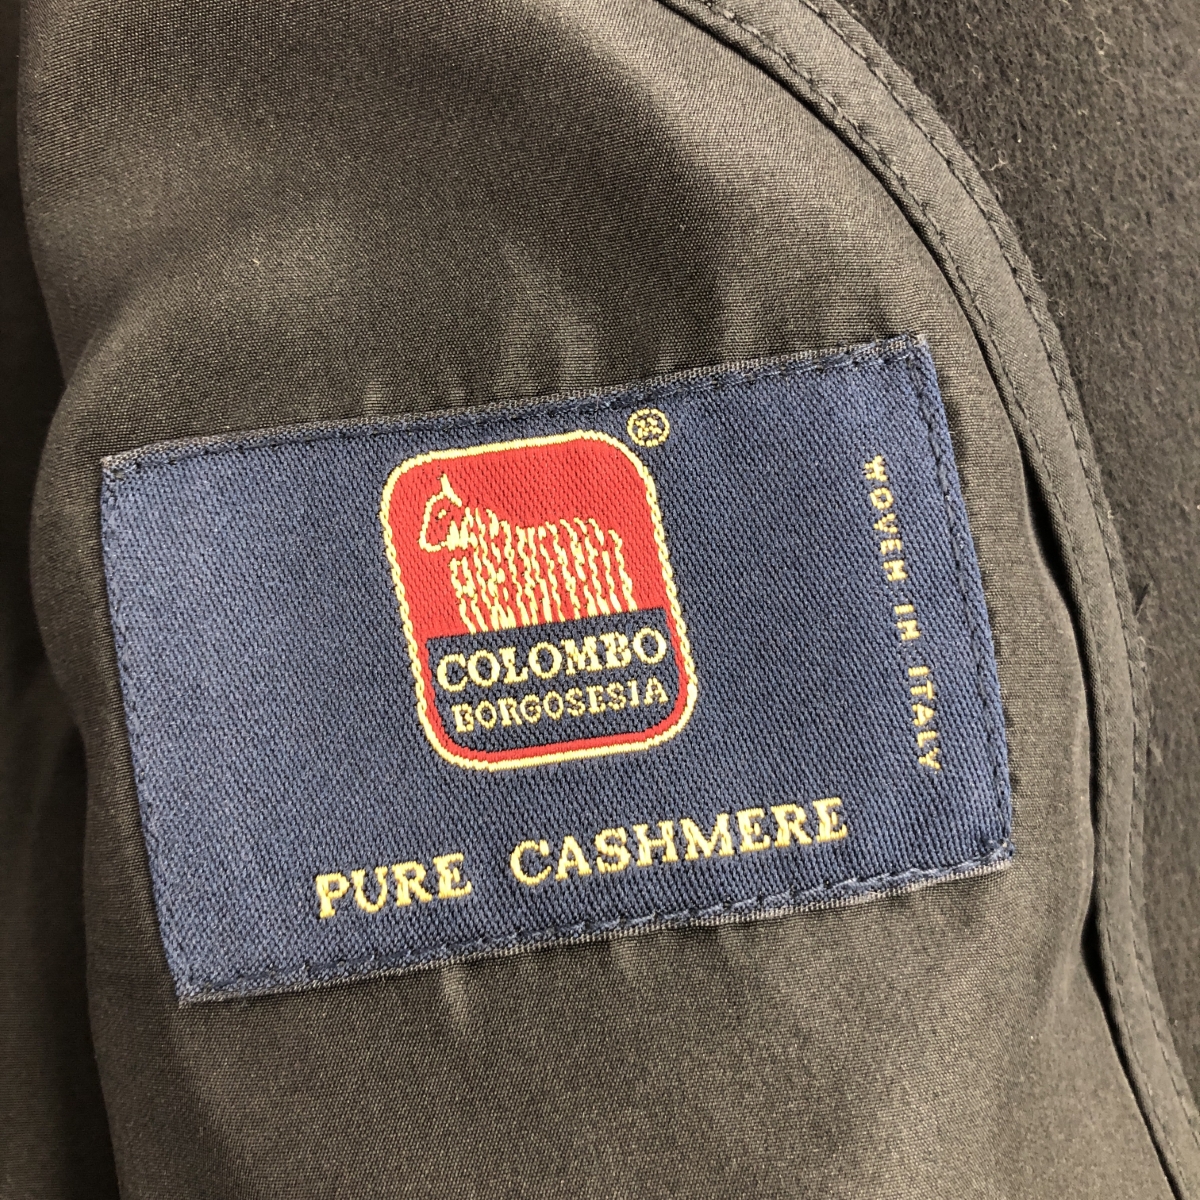 ®
COLOMBO
BORGOSESIA
PURE CASHMERE
WOVEN IN ITALY